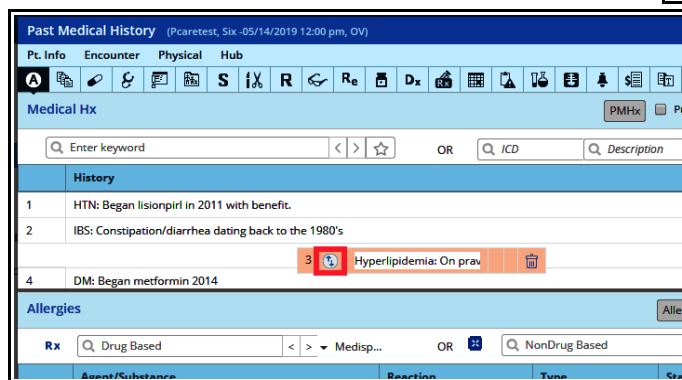 Past Medical History (Pcaretest, Six -05/14/2019 12:00 pm, OV)
Pt. Info Encounter Physical Hub
A S R Re Dx Rx $
Medical Hx PMHx
Enter keyword < > OR ICD Description
History
1 HTN: Began lisionpirl in 2011 with benefit.
2 IBS: Constipation/diarrhea dating back to the 1980's
3 Hyperlipidemia: On prav
4 DM: Began metformin 2014
Allergies Alle
Rx Drug Based < > Medisp... OR NonDrug Based
Agent/Substance Reaction Type Sta